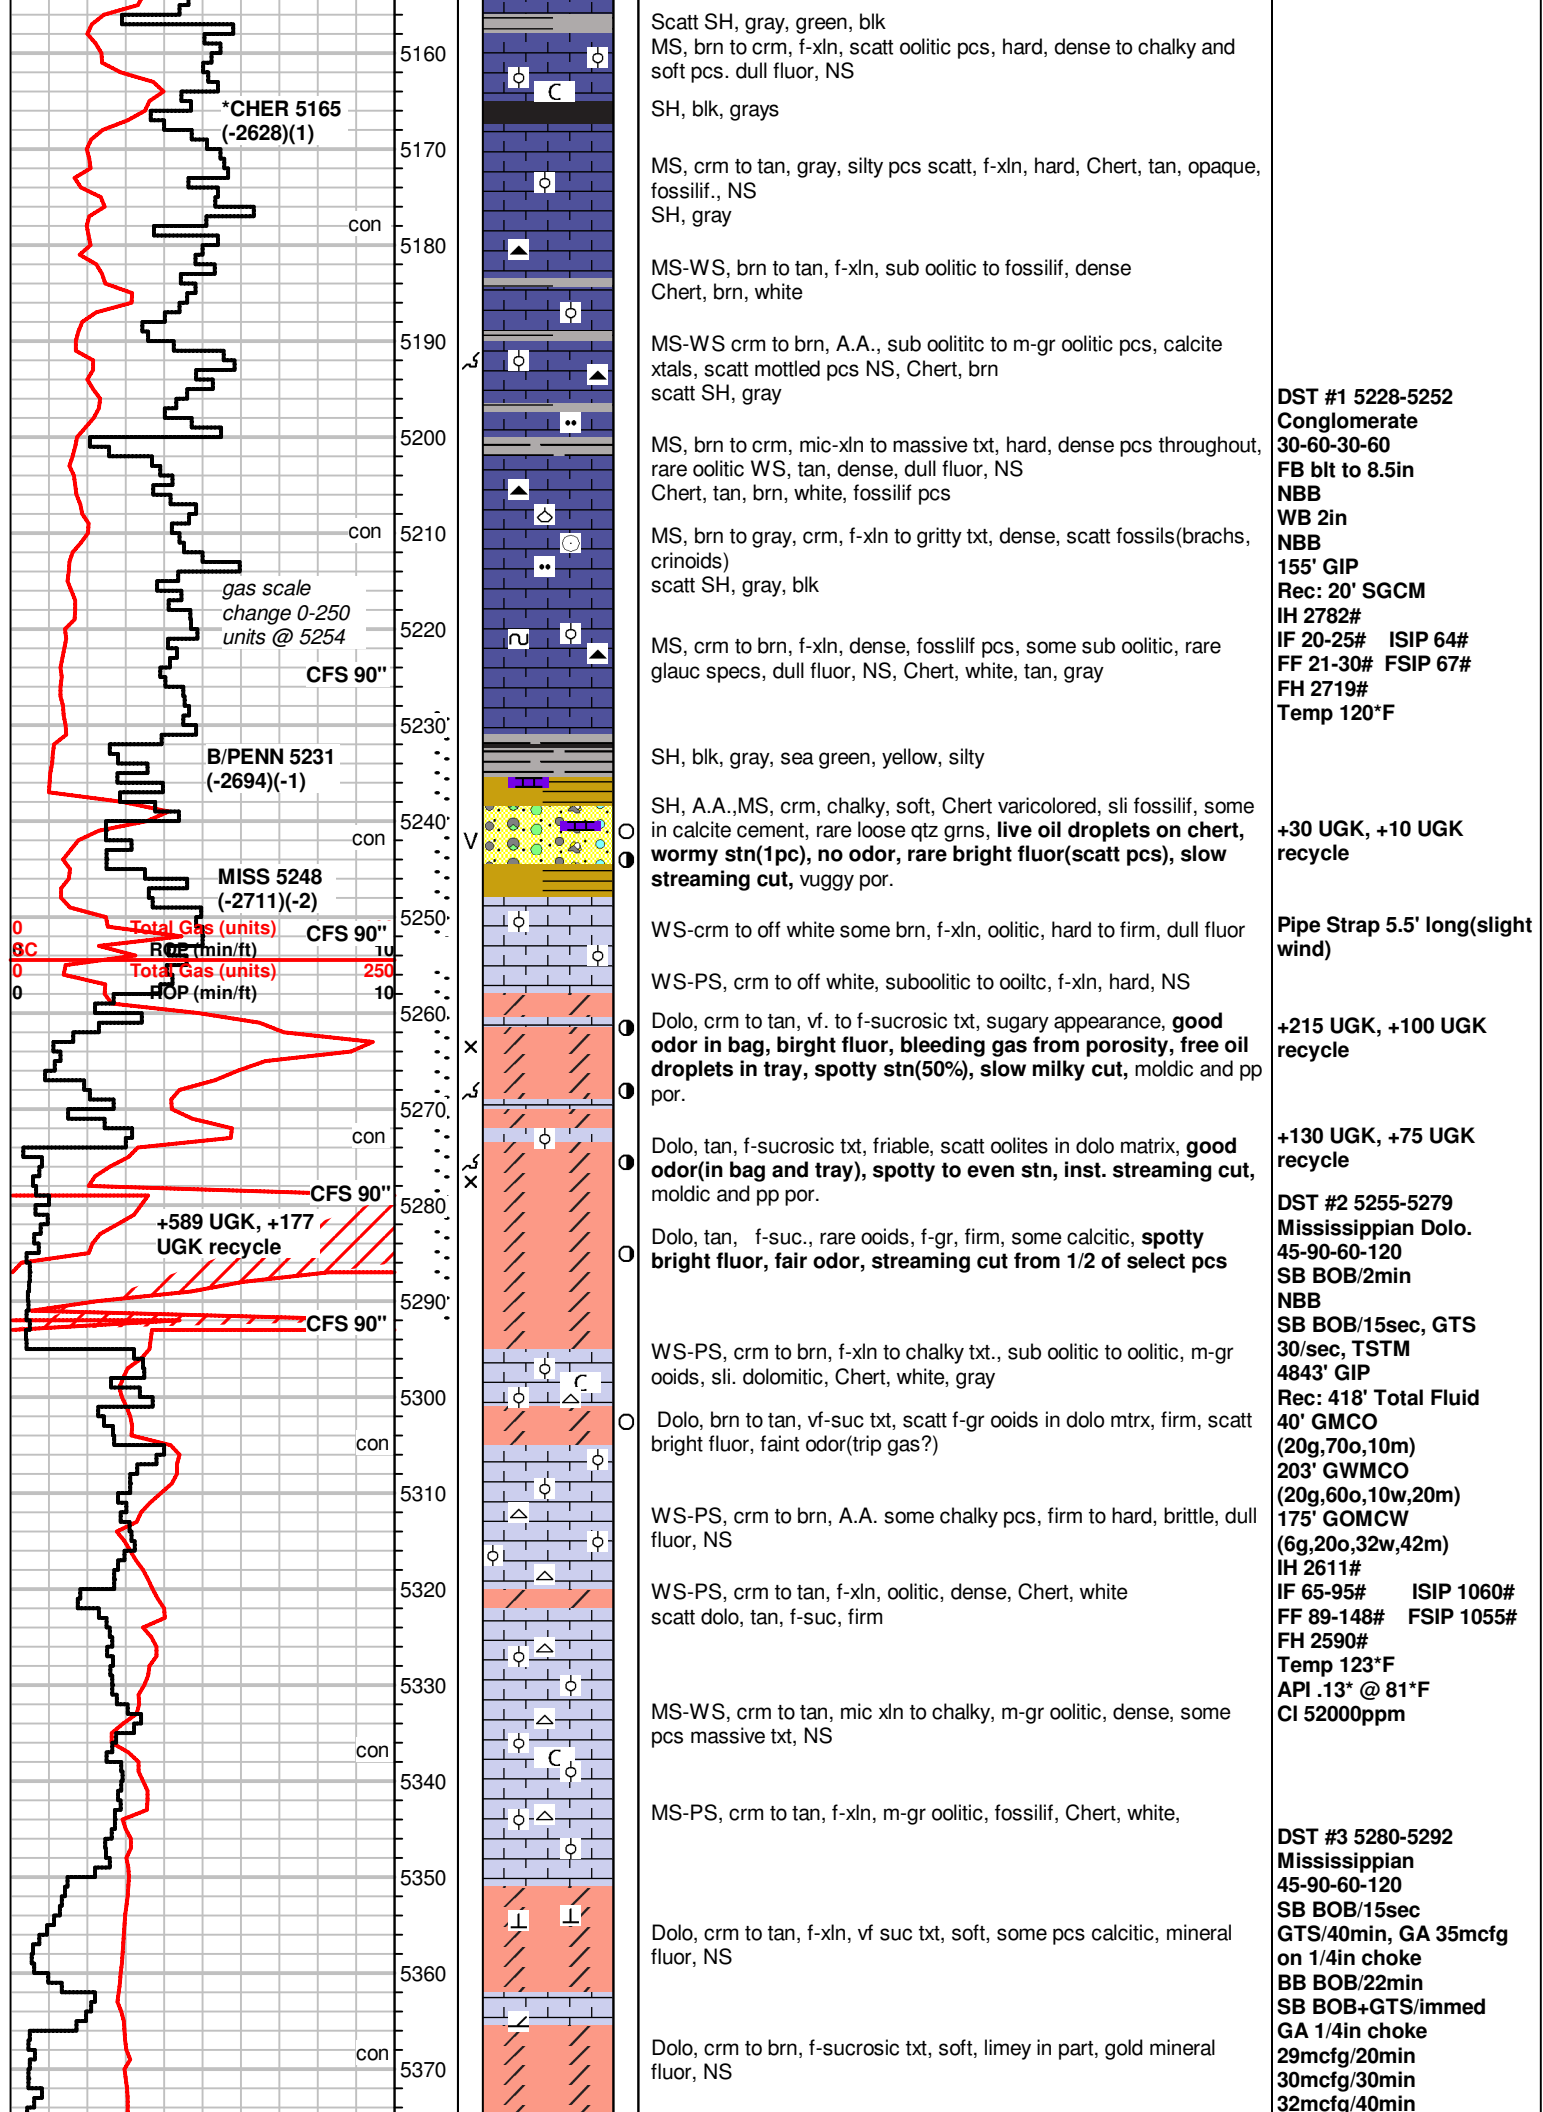 5160
*CHER 5165
(-2628)(1)
5170
con
5180
5190
5200
con
5210
gas scale
change 0-250
units @ 5254
5220
CFS 90"
5230
B/PENN 5231
(-2694)(-1)
5240
con
V
MISS 5248
(-2711)(-2)
5250
0 Total Gas (units)
CFS 90"
ROP (min/ft) 10
0 Total Gas (units) 250
0 ROP (min/ft) 10
5260
5270
con
CFS 90"
5280
+589 UGK, +177
UGK recycle
5290
CFS 90"
5300
con
5310
5320
5330
con
5340
5350
5360
con
5370
C
C
C
Scatt SH, gray, green, blk
MS, brn to crm, f-xln, scatt oolitic pcs, hard, dense to chalky and
soft pcs. dull fluor, NS
SH, blk, grays
MS, crm to tan, gray, silty pcs scatt, f-xln, hard, Chert, tan, opaque,
fossilif., NS
SH, gray
MS-WS, brn to tan, f-xln, sub oolitic to fossilif, dense
Chert, brn, white
MS-WS crm to brn, A.A., sub oolititc to m-gr oolitic pcs, calcite
xtals, scatt mottled pcs NS, Chert, brn
scatt SH, gray
MS, brn to crm, mic-xln to massive txt, hard, dense pcs throughout,
rare oolitic WS, tan, dense, dull fluor, NS
Chert, tan, brn, white, fossilif pcs
MS, brn to gray, crm, f-xln to gritty txt, dense, scatt fossils(brachs,
crinoids)
scatt SH, gray, blk
MS, crm to brn, f-xln, dense, fosslilf pcs, some sub oolitic, rare
glauc specs, dull fluor, NS, Chert, white, tan, gray
SH, blk, gray, sea green, yellow, silty
SH, A.A.,MS, crm, chalky, soft, Chert varicolored, sli fossilif, some
in calcite cement, rare loose qtz grns, live oil droplets on chert,
wormy stn(1pc), no odor, rare bright fluor(scatt pcs), slow
streaming cut, vuggy por.
WS-crm to off white some brn, f-xln, oolitic, hard to firm, dull fluor
WS-PS, crm to off white, suboolitic to ooiltc, f-xln, hard, NS
Dolo, crm to tan, vf. to f-sucrosic txt, sugary appearance, good
odor in bag, birght fluor, bleeding gas from porosity, free oil
droplets in tray, spotty stn(50%), slow milky cut, moldic and pp
por.
Dolo, tan, f-sucrosic txt, friable, scatt oolites in dolo matrix, good
odor(in bag and tray), spotty to even stn, inst. streaming cut,
moldic and pp por.
Dolo, tan, f-suc., rare ooids, f-gr, firm, some calcitic, spotty
bright fluor, fair odor, streaming cut from 1/2 of select pcs
WS-PS, crm to brn, f-xln to chalky txt., sub oolitic to oolitic, m-gr
ooids, sli. dolomitic, Chert, white, gray
Dolo, brn to tan, vf-suc txt, scatt f-gr ooids in dolo mtrx, firm, scatt
bright fluor, faint odor(trip gas?)
WS-PS, crm to brn, A.A. some chalky pcs, firm to hard, brittle, dull
fluor, NS
WS-PS, crm to tan, f-xln, oolitic, dense, Chert, white
scatt dolo, tan, f-suc, firm
MS-WS, crm to tan, mic xln to chalky, m-gr oolitic, dense, some
pcs massive txt, NS
MS-PS, crm to tan, f-xln, m-gr oolitic, fossilif, Chert, white,
Dolo, crm to tan, f-xln, vf suc txt, soft, some pcs calcitic, mineral
fluor, NS
Dolo, crm to brn, f-sucrosic txt, soft, limey in part, gold mineral
fluor, NS
DST #1 5228-5252
Conglomerate
30-60-30-60
FB blt to 8.5in
NBB
WB 2in
NBB
155' GIP
Rec: 20' SGCM
IH 2782#
IF 20-25# ISIP 64#
FF 21-30# FSIP 67#
FH 2719#
Temp 120*F
+30 UGK, +10 UGK
recycle
Pipe Strap 5.5' long(slight
wind)
+215 UGK, +100 UGK
recycle
+130 UGK, +75 UGK
recycle
DST #2 5255-5279
Mississippian Dolo.
45-90-60-120
SB BOB/2min
NBB
SB BOB/15sec, GTS
30/sec, TSTM
4843' GIP
Rec: 418' Total Fluid
40' GMCO
(20g,70o,10m)
203' GWMCO
(20g,60o,10w,20m)
175' GOMCW
(6g,20o,32w,42m)
IH 2611#
IF 65-95# ISIP 1060#
FF 89-148# FSIP 1055#
FH 2590#
Temp 123*F
API .13* @ 81*F
Cl 52000ppm
DST #3 5280-5292
Mississippian
45-90-60-120
SB BOB/15sec
GTS/40min, GA 35mcfg
on 1/4in choke
BB BOB/22min
SB BOB+GTS/immed
GA 1/4in choke
29mcfg/20min
30mcfg/30min
32mcfg/40min